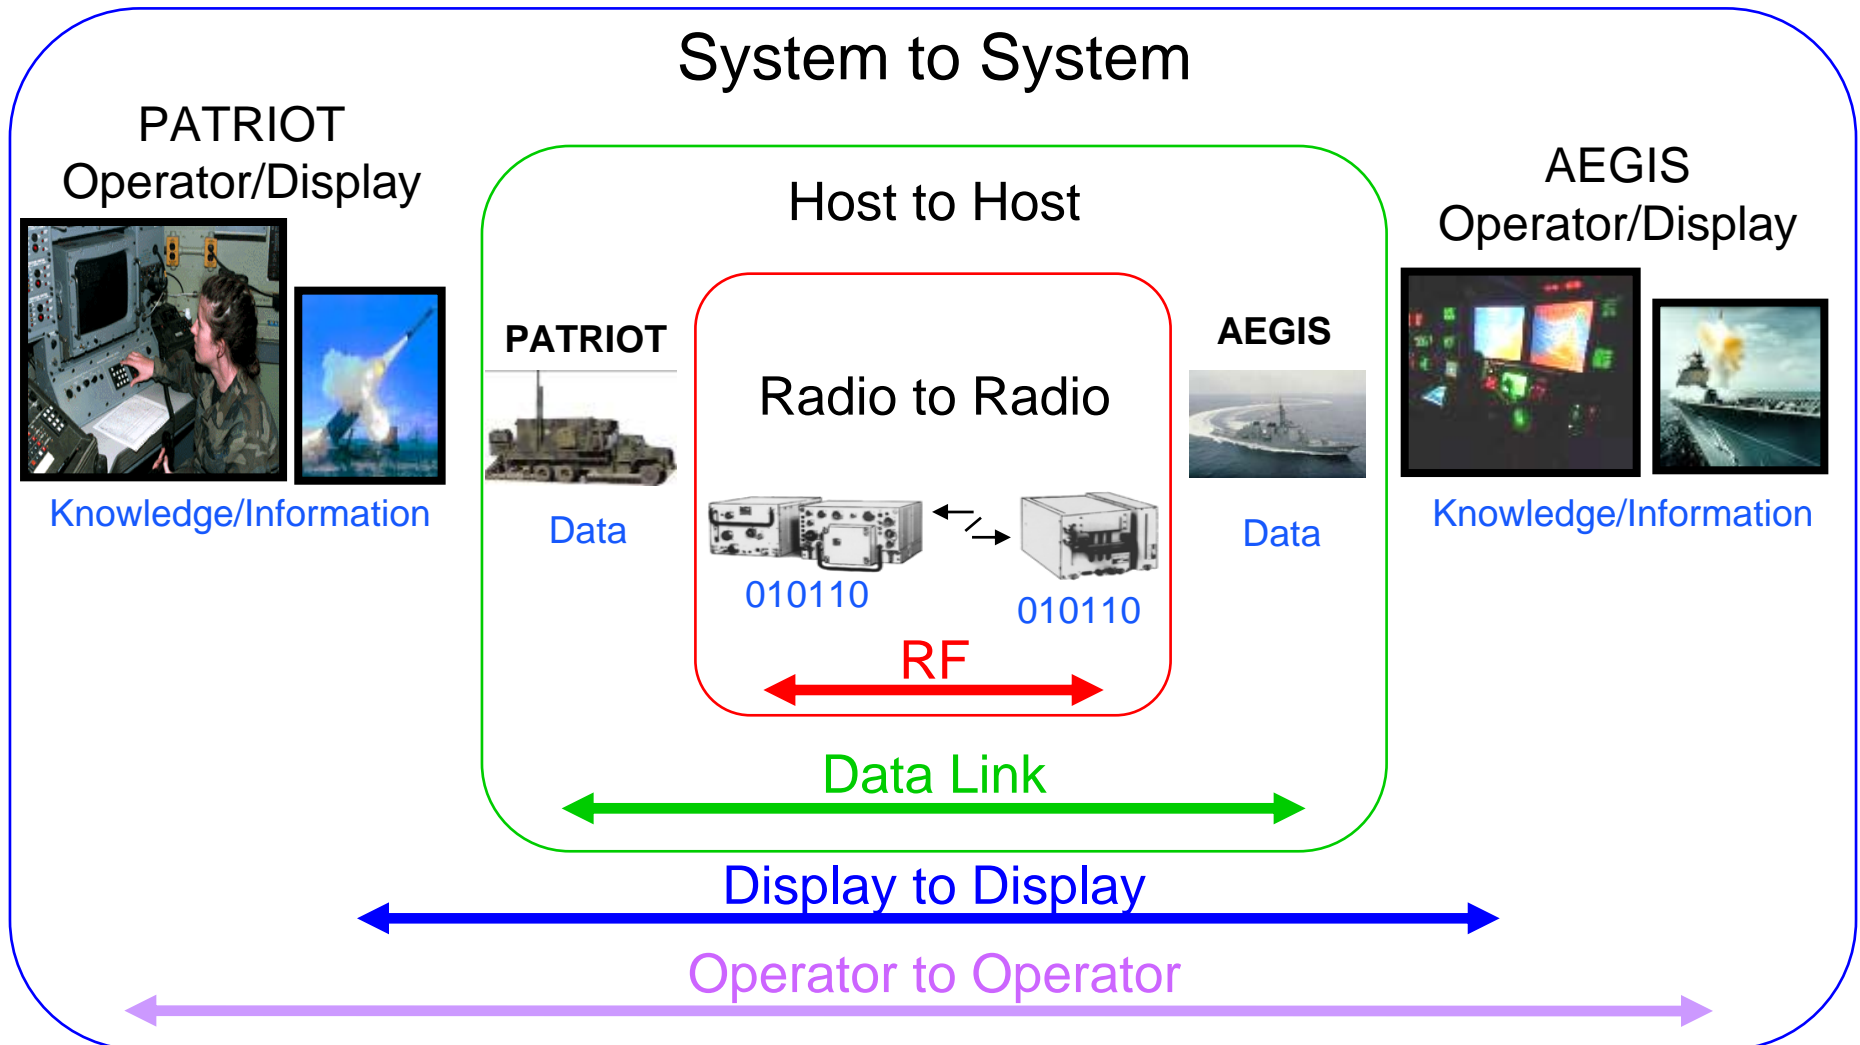 System to System
PATRIOT
Operator/Display
Knowledge/Information
Host to Host
PATRIOT
Data
Radio to Radio
010110
010110
RF
AEGIS
Data
AEGIS
Operator/Display
Knowledge/Information
Data Link
Display to Display
Operator to Operator